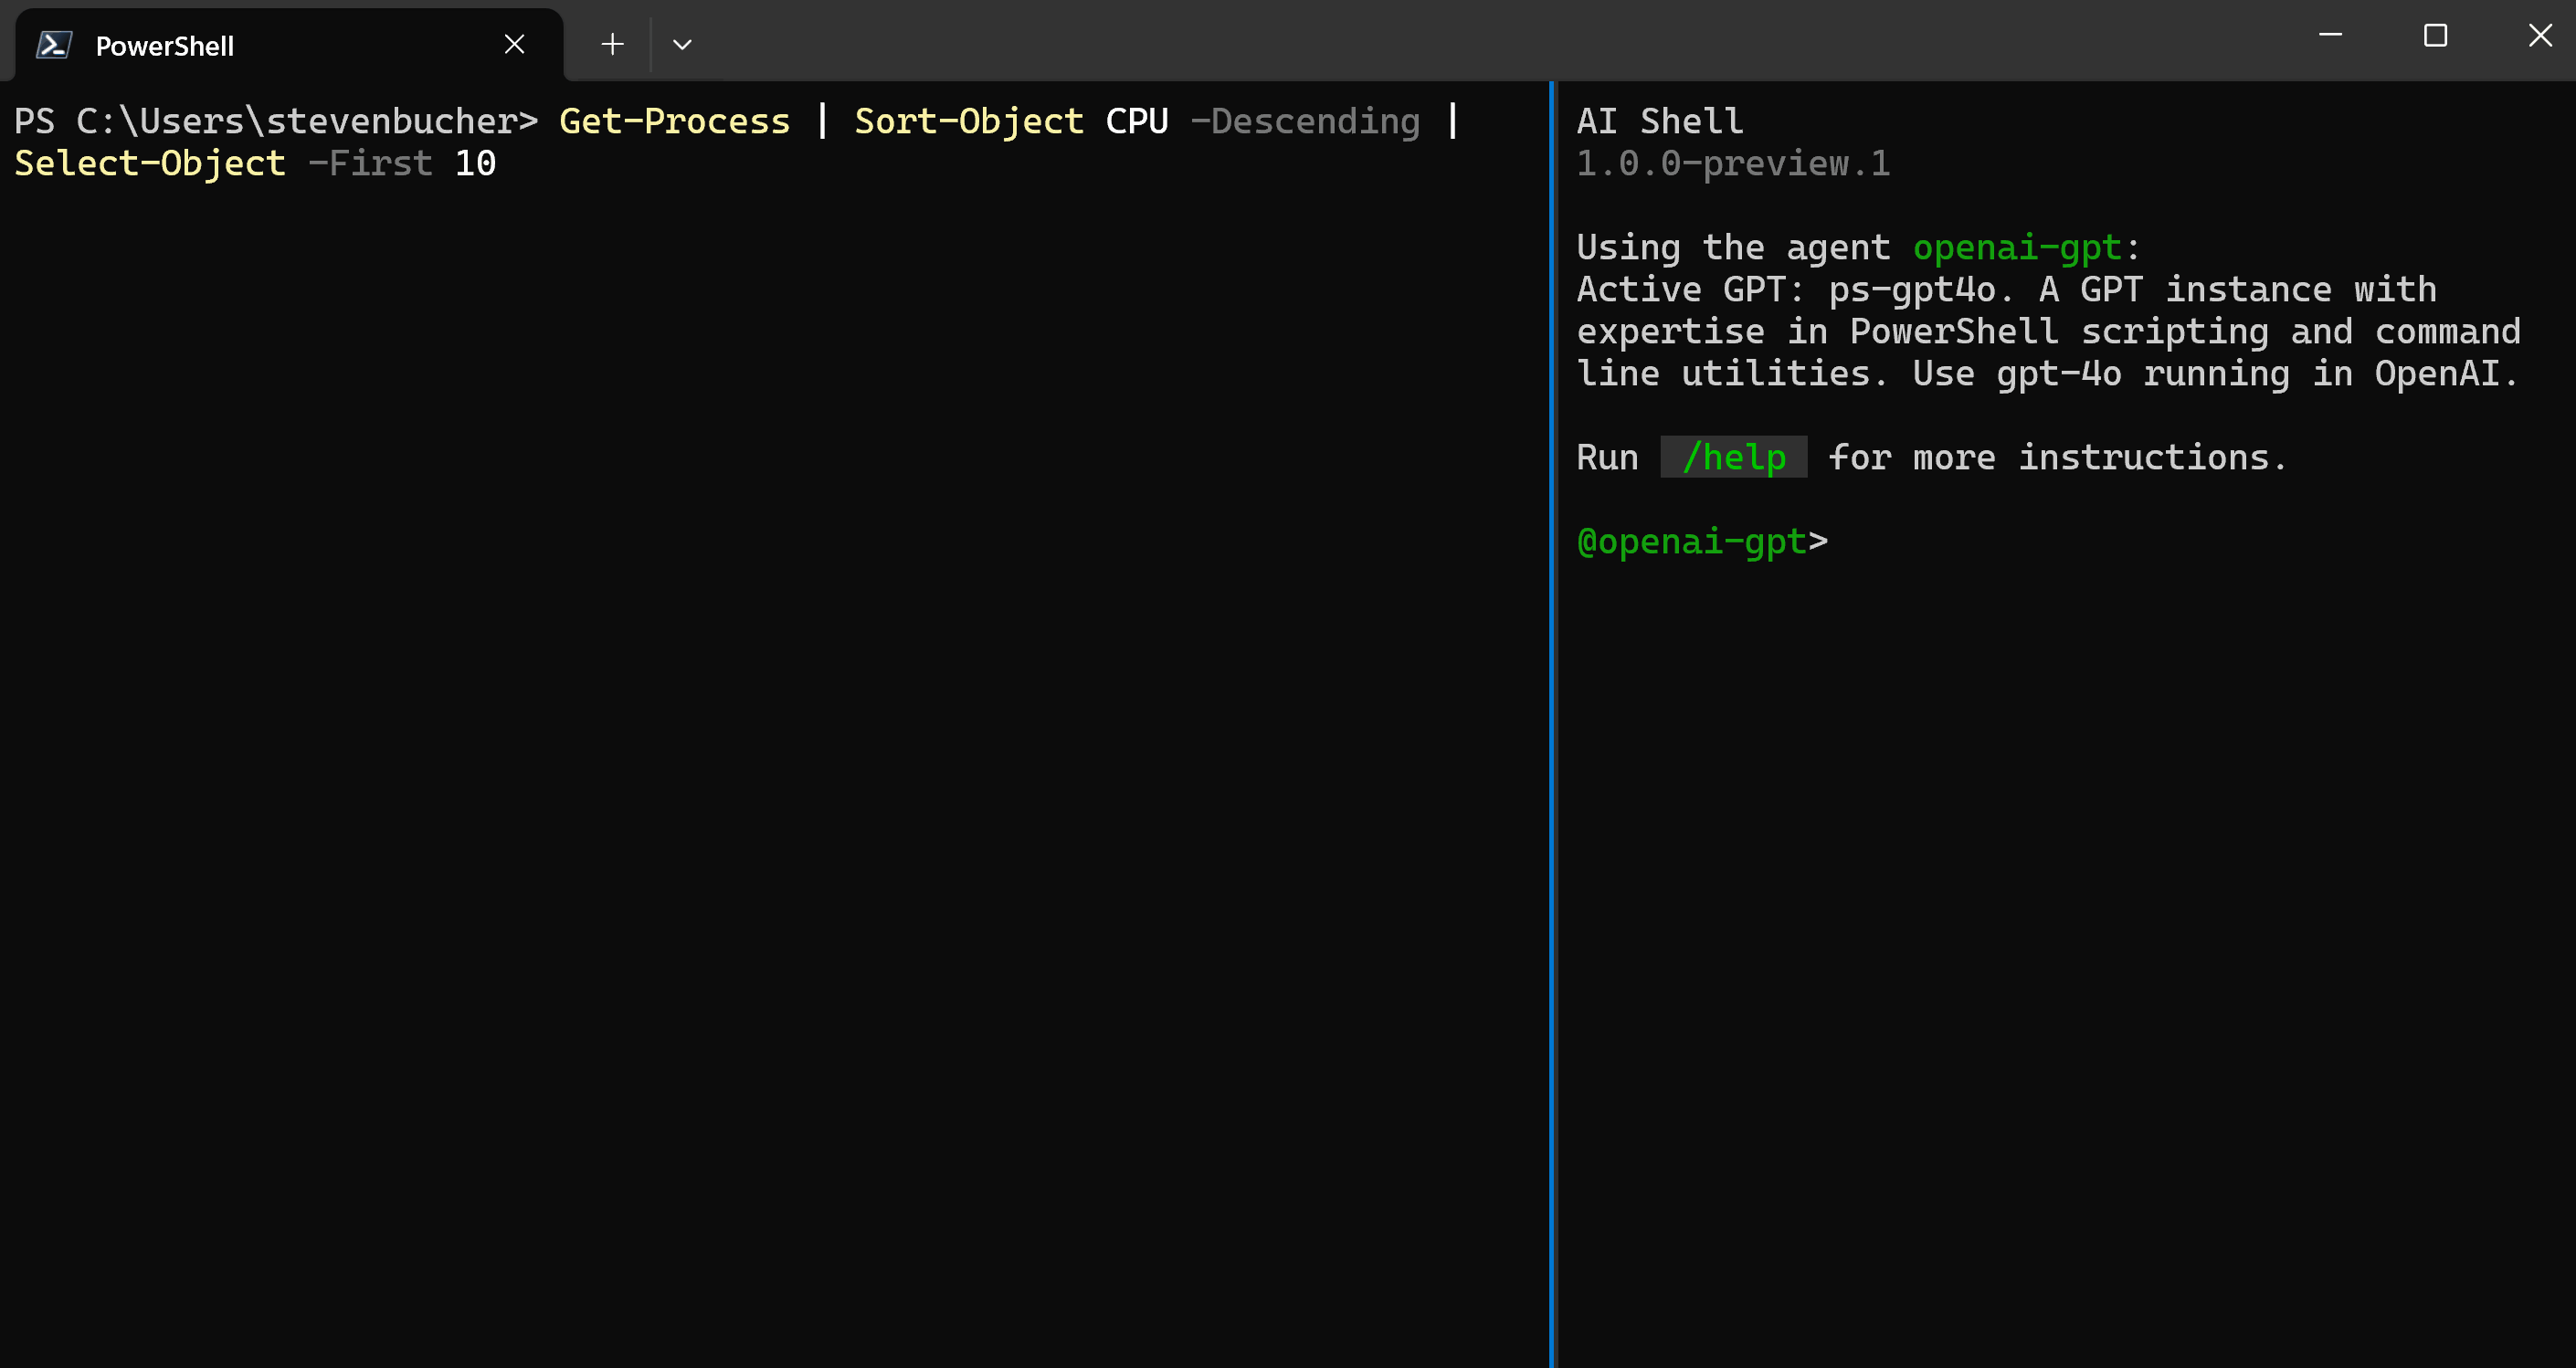 PowerShell
PS C:\Users\stevenbucher> Get-Process | Sort-Object CPU -Descending |
Select-Object -First 10
AI Shell
1.0.0-preview.1
Using the agent openai-gpt:
Active GPT: ps-gpt4o. A GPT instance with
expertise in PowerShell scripting and command
line utilities. Use gpt-4o running in OpenAI.
Run /help for more instructions.
@openai-gpt>